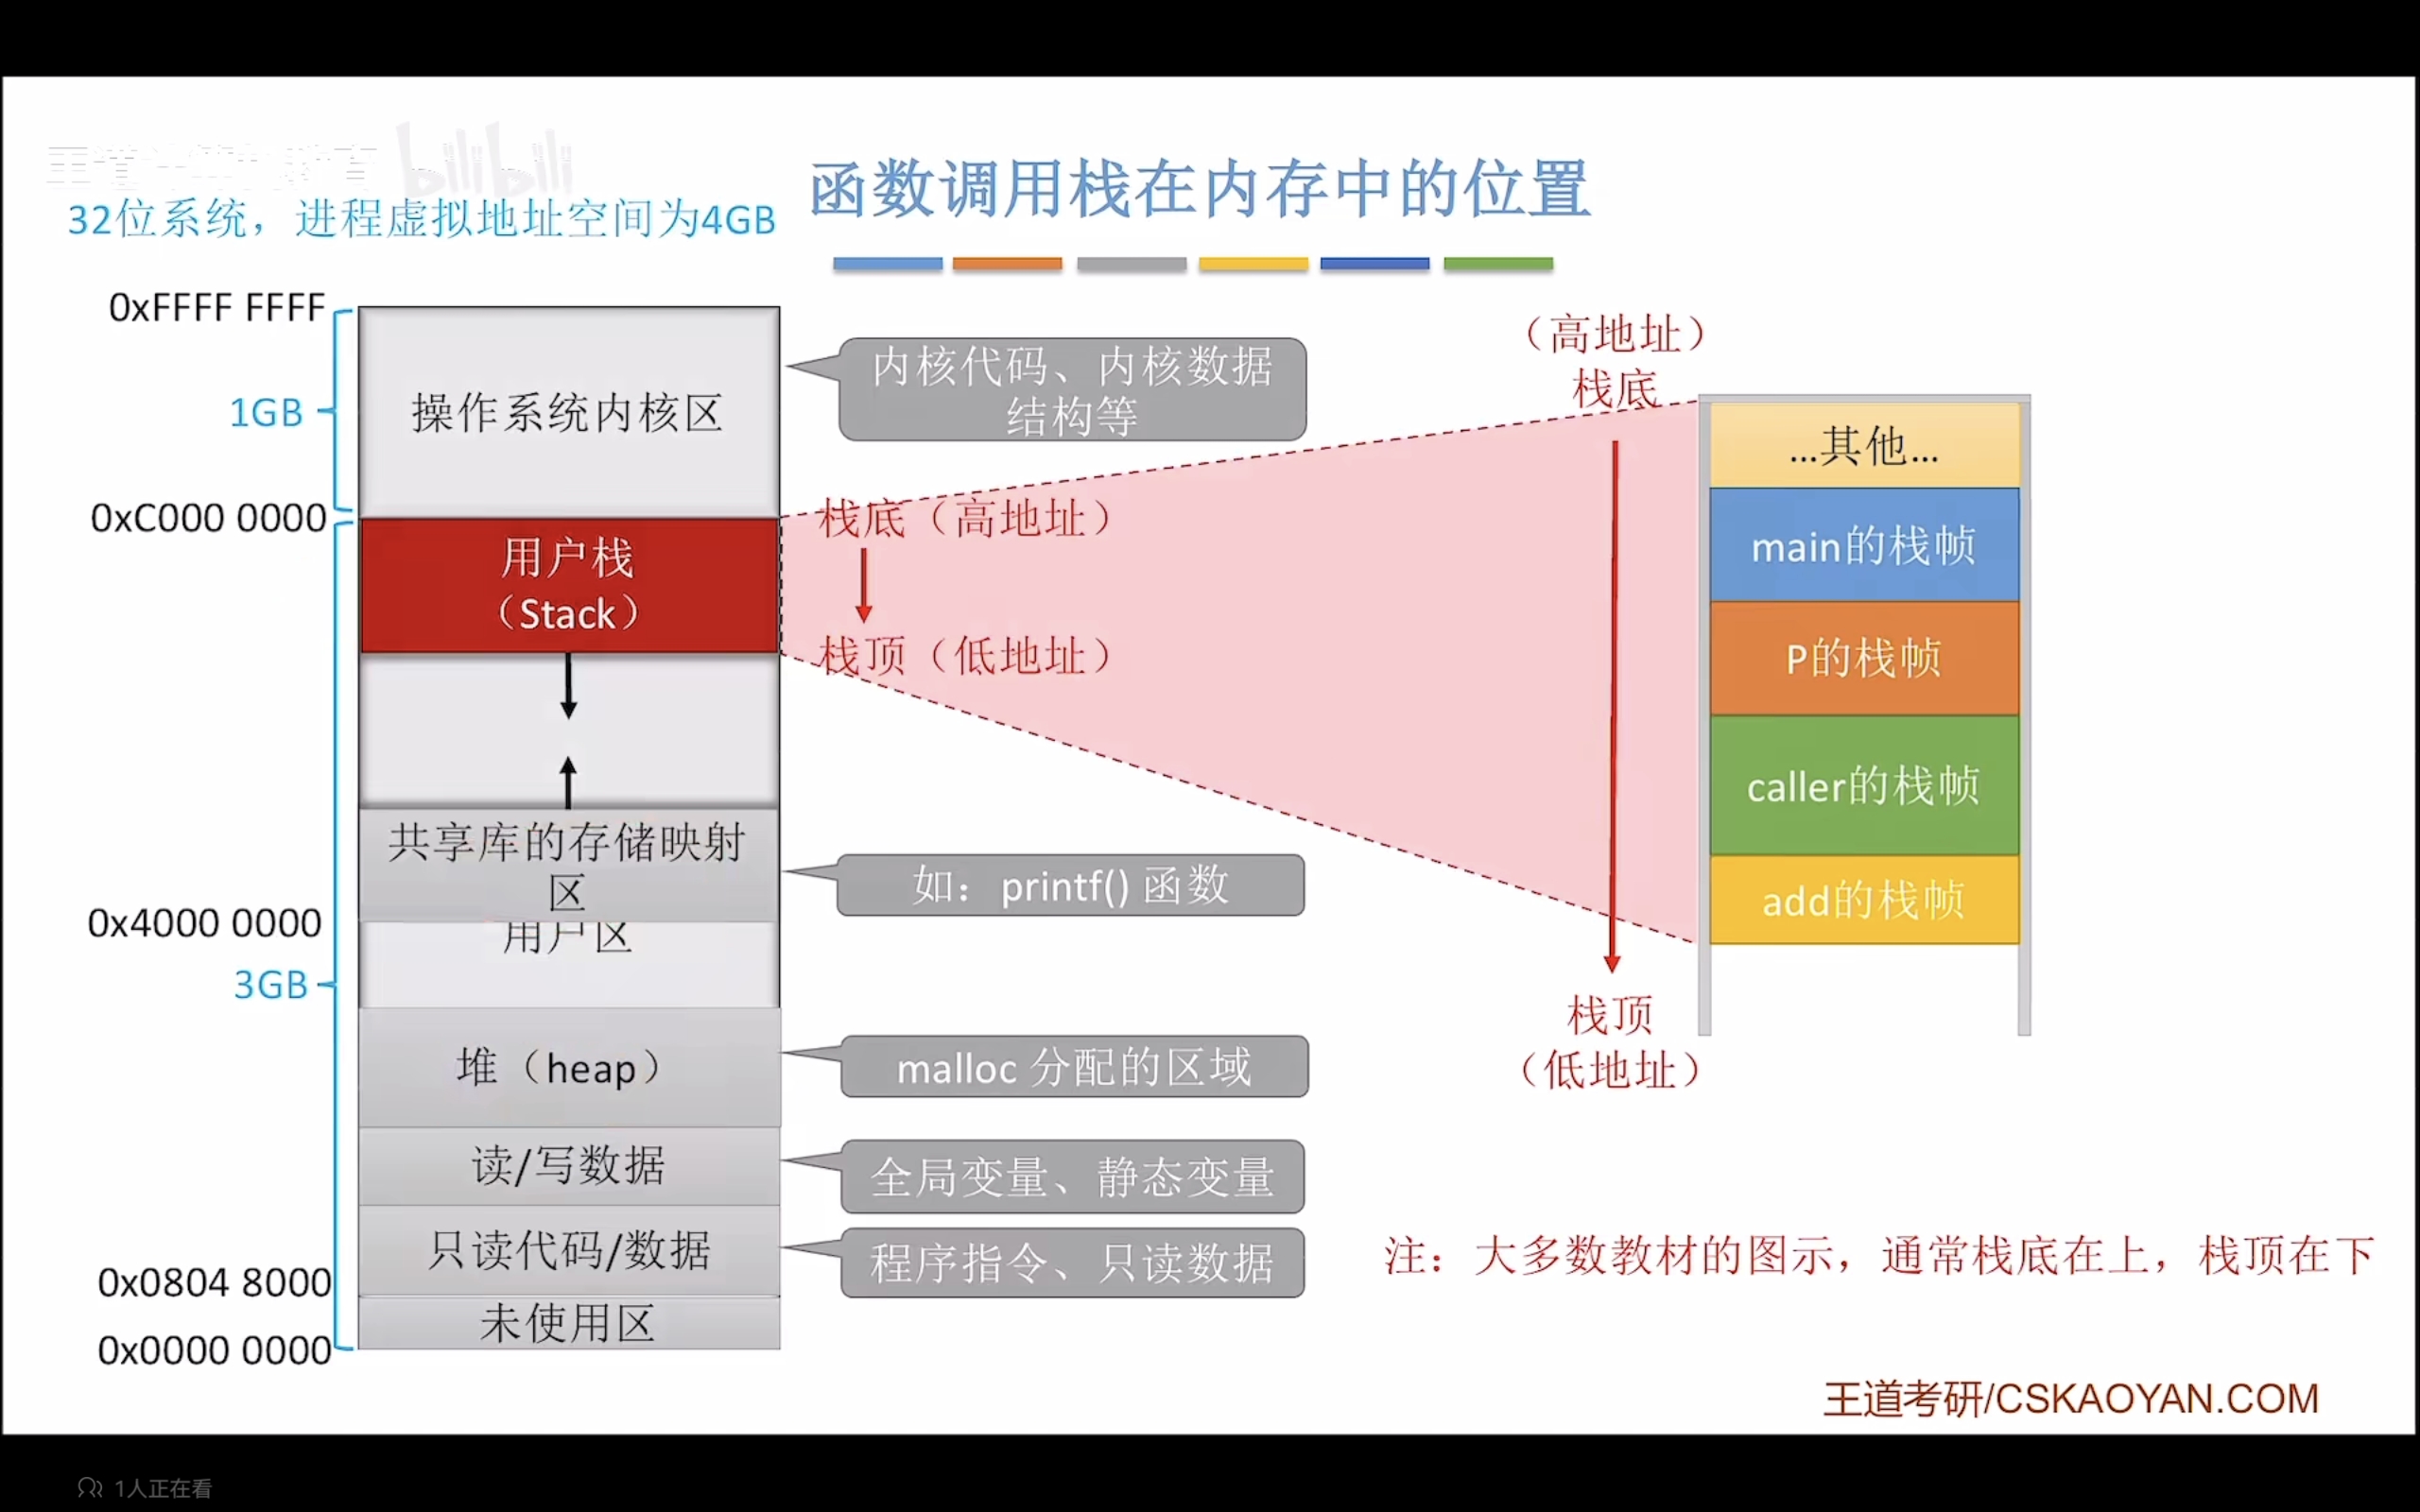 bilibili
32位系统，进程虚拟地址空间为4GB
函数调用栈在内存中的位置
0xFFFF FFFF
1GB
操作系统内核区
内核代码、内核数据
结构等
0xC000 0000
用户栈
（Stack）
栈底（高地址）
栈顶（低地址）
共享库的存储映射
区
如：printf() 函数
0x4000 0000
用户区
3GB
堆（heap）
malloc 分配的区域
读/写数据
全局变量、静态变量
只读代码/数据
程序指令、只读数据
0x0804 8000
未使用区
0x0000 0000
（高地址）
栈底
…其他…
main的栈帧
P的栈帧
caller的栈帧
add的栈帧
栈顶
（低地址）
注：大多数教材的图示，通常栈底在上，栈顶在下
王道考研/CSKAOYAN.COM
1人正在看